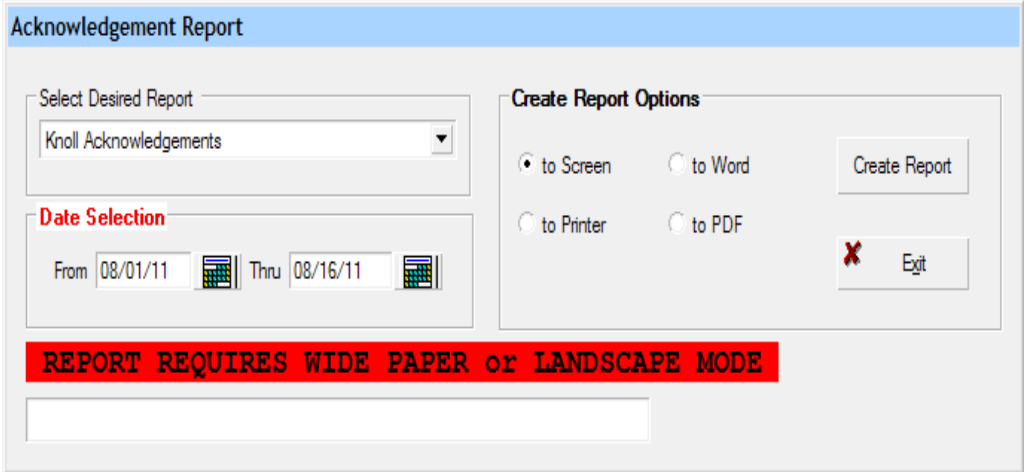 Acknowledgement Report
Select Desired Report
Knoll Acknowledgements
Date Selection
From 08/01/11 Thru 08/16/11
Create Report Options
to Screen to Word Create Report
to Printer to PDF
Exit
REPORT REQUIRES WIDE PAPER or LANDSCAPE MODE